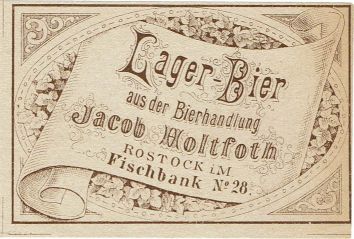 Lager-Bier
aus der Bierhandlung
Jacob Holtfoth
ROSTOCK i.M
Fischbank No 28.